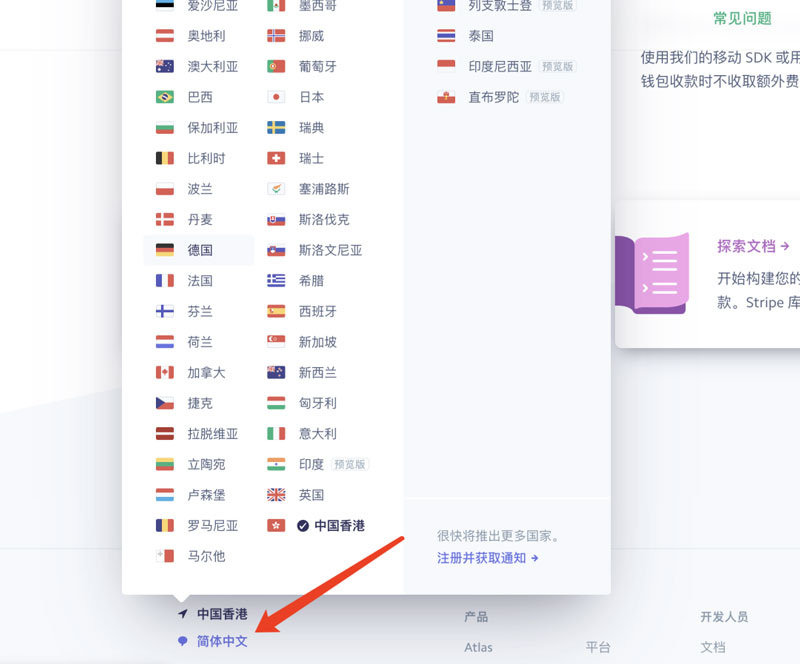 爱沙尼亚
奥地利
澳大利亚
巴西
保加利亚
比利时
波兰
丹麦
德国
法国
芬兰
荷兰
加拿大
捷克
拉脱维亚
立陶宛
卢森堡
罗马尼亚
马尔他
墨西哥
挪威
葡萄牙
日本
瑞典
瑞士
塞浦路斯
斯洛伐克
斯洛文尼亚
希腊
西班牙
新加坡
新西兰
匈牙利
意大利
印度 预览版
英国
中国香港
列支敦士登 预览版
泰国
印度尼西亚 预览版
直布罗陀 预览版
很快将推出更多国家。
注册并获取通知 →
常见问题
使用我们的移动 SDK 或用
钱包收款时不收取额外费
探索文档 →
开始构建您的
款。Stripe 库
中国香港
简体中文
产品
Atlas
平台
开发人员
文档